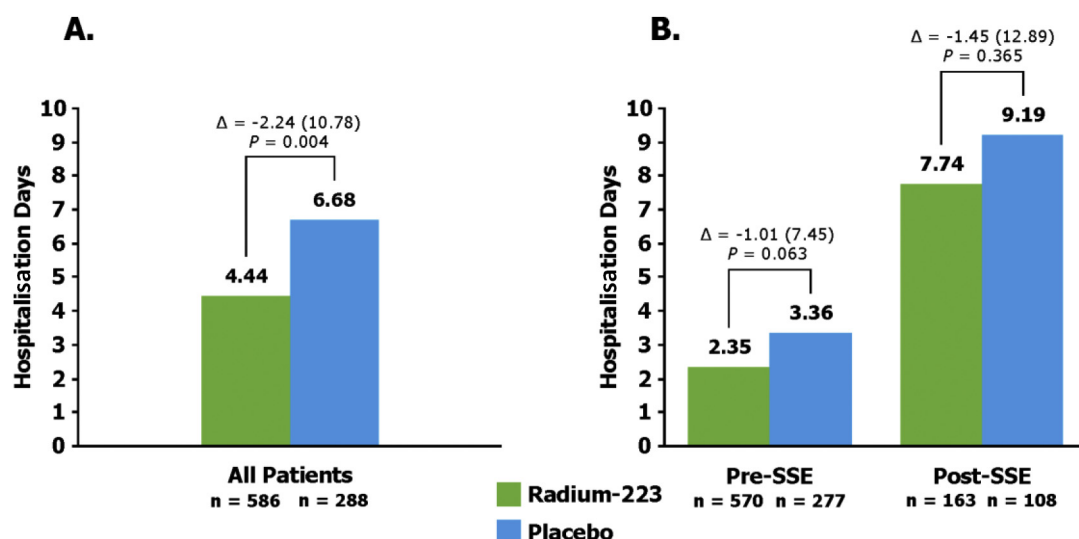 A.
Hospitalisation Days
10
9
8
7
6
5
4
3
2
1
0
Δ = -2.24 (10.78)
P = 0.004
4.44
6.68
All Patients
n = 586 n = 288
B.
Hospitalisation Days
10
9
8
7
6
5
4
3
2
1
0
Δ = -1.01 (7.45)
P = 0.063
2.35
3.36
Δ = -1.45 (12.89)
P = 0.365
7.74
9.19
Pre-SSE
n = 570 n = 277
Post-SSE
n = 163 n = 108
Radium-223
Placebo